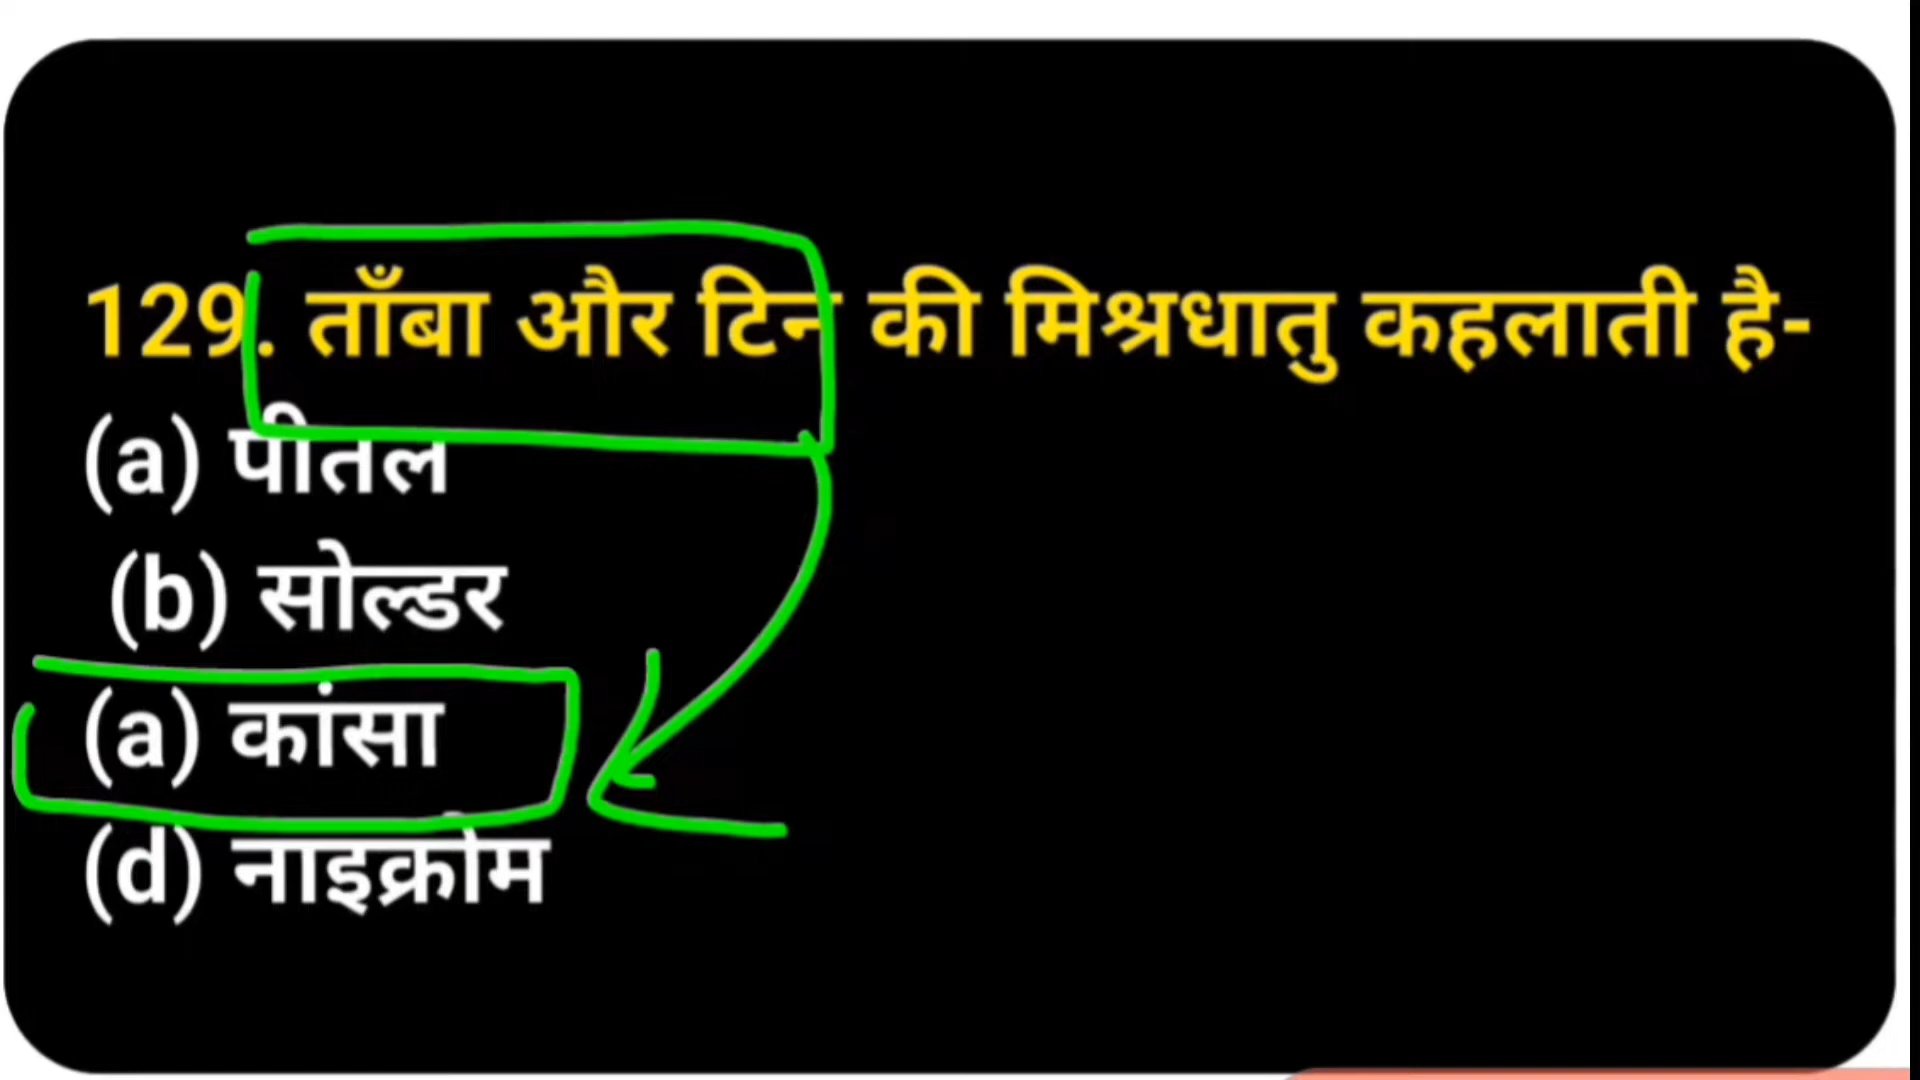 129. ताँबा और टिन की मिश्रधातु कहलाती है-
(a) पीतल
(b) सोल्डर
(a) कांसा
(d) नाइक्रोम